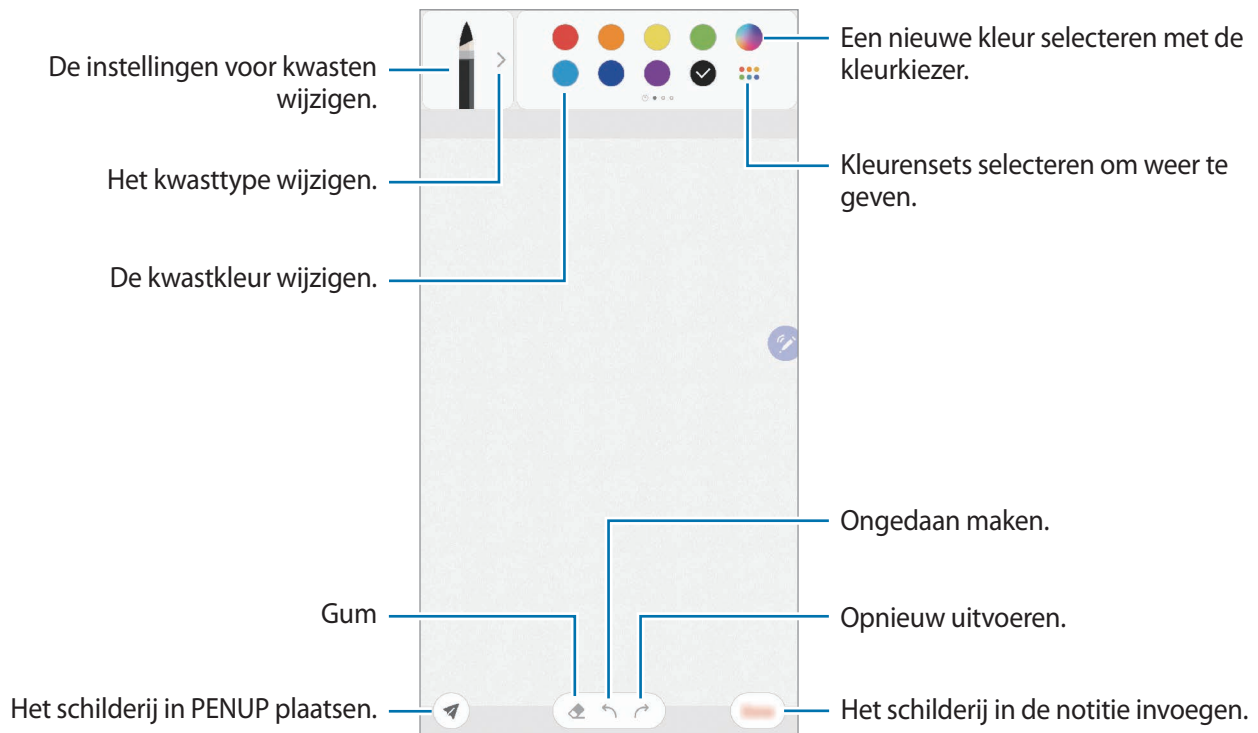 De instellingen voor kwasten
wijzigen.
Het kwasttype wijzigen.
De kwastkleur wijzigen.
Een nieuwe kleur selecteren met de
kleurkiezer.
Kleurensets selecteren om weer te
geven.
Ongedaan maken.
Gum
Opnieuw uitvoeren.
Het schilderij in PENUP plaatsen.
Het schilderij in de notitie invoegen.